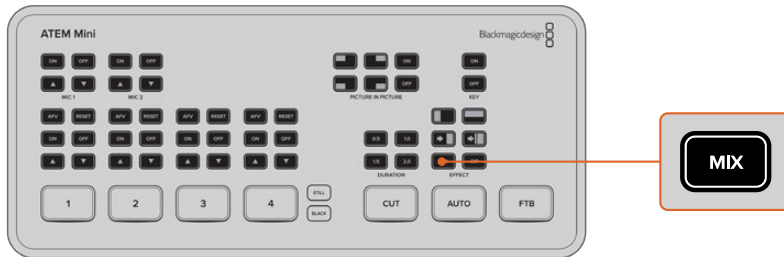 ATEM Mini
Blackmagicdesign
ON OFF ON OFF ON ON
MIC 1 MIC 2 OFF OFF
PICTURE IN PICTURE KEY
AFV RESET AFV RESET AFV RESET AFV RESET
ON OFF ON OFF ON OFF ON OFF 0.5 1.0
1.5 2.0
DURATION EFFECT
MIX
1 2 3 4 STILL CUT AUTO FTB
BLACK